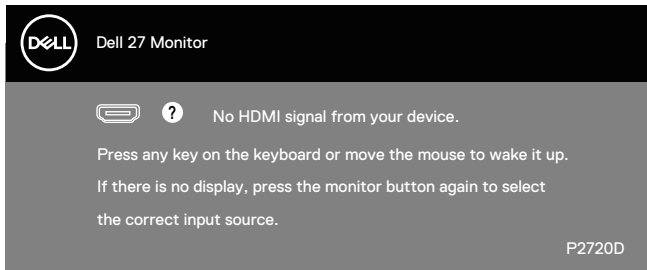 DELL
Dell 27 Monitor
? No HDMI signal from your device.
Press any key on the keyboard or move the mouse to wake it up.
If there is no display, press the monitor button again to select
the correct input source.
P2720D